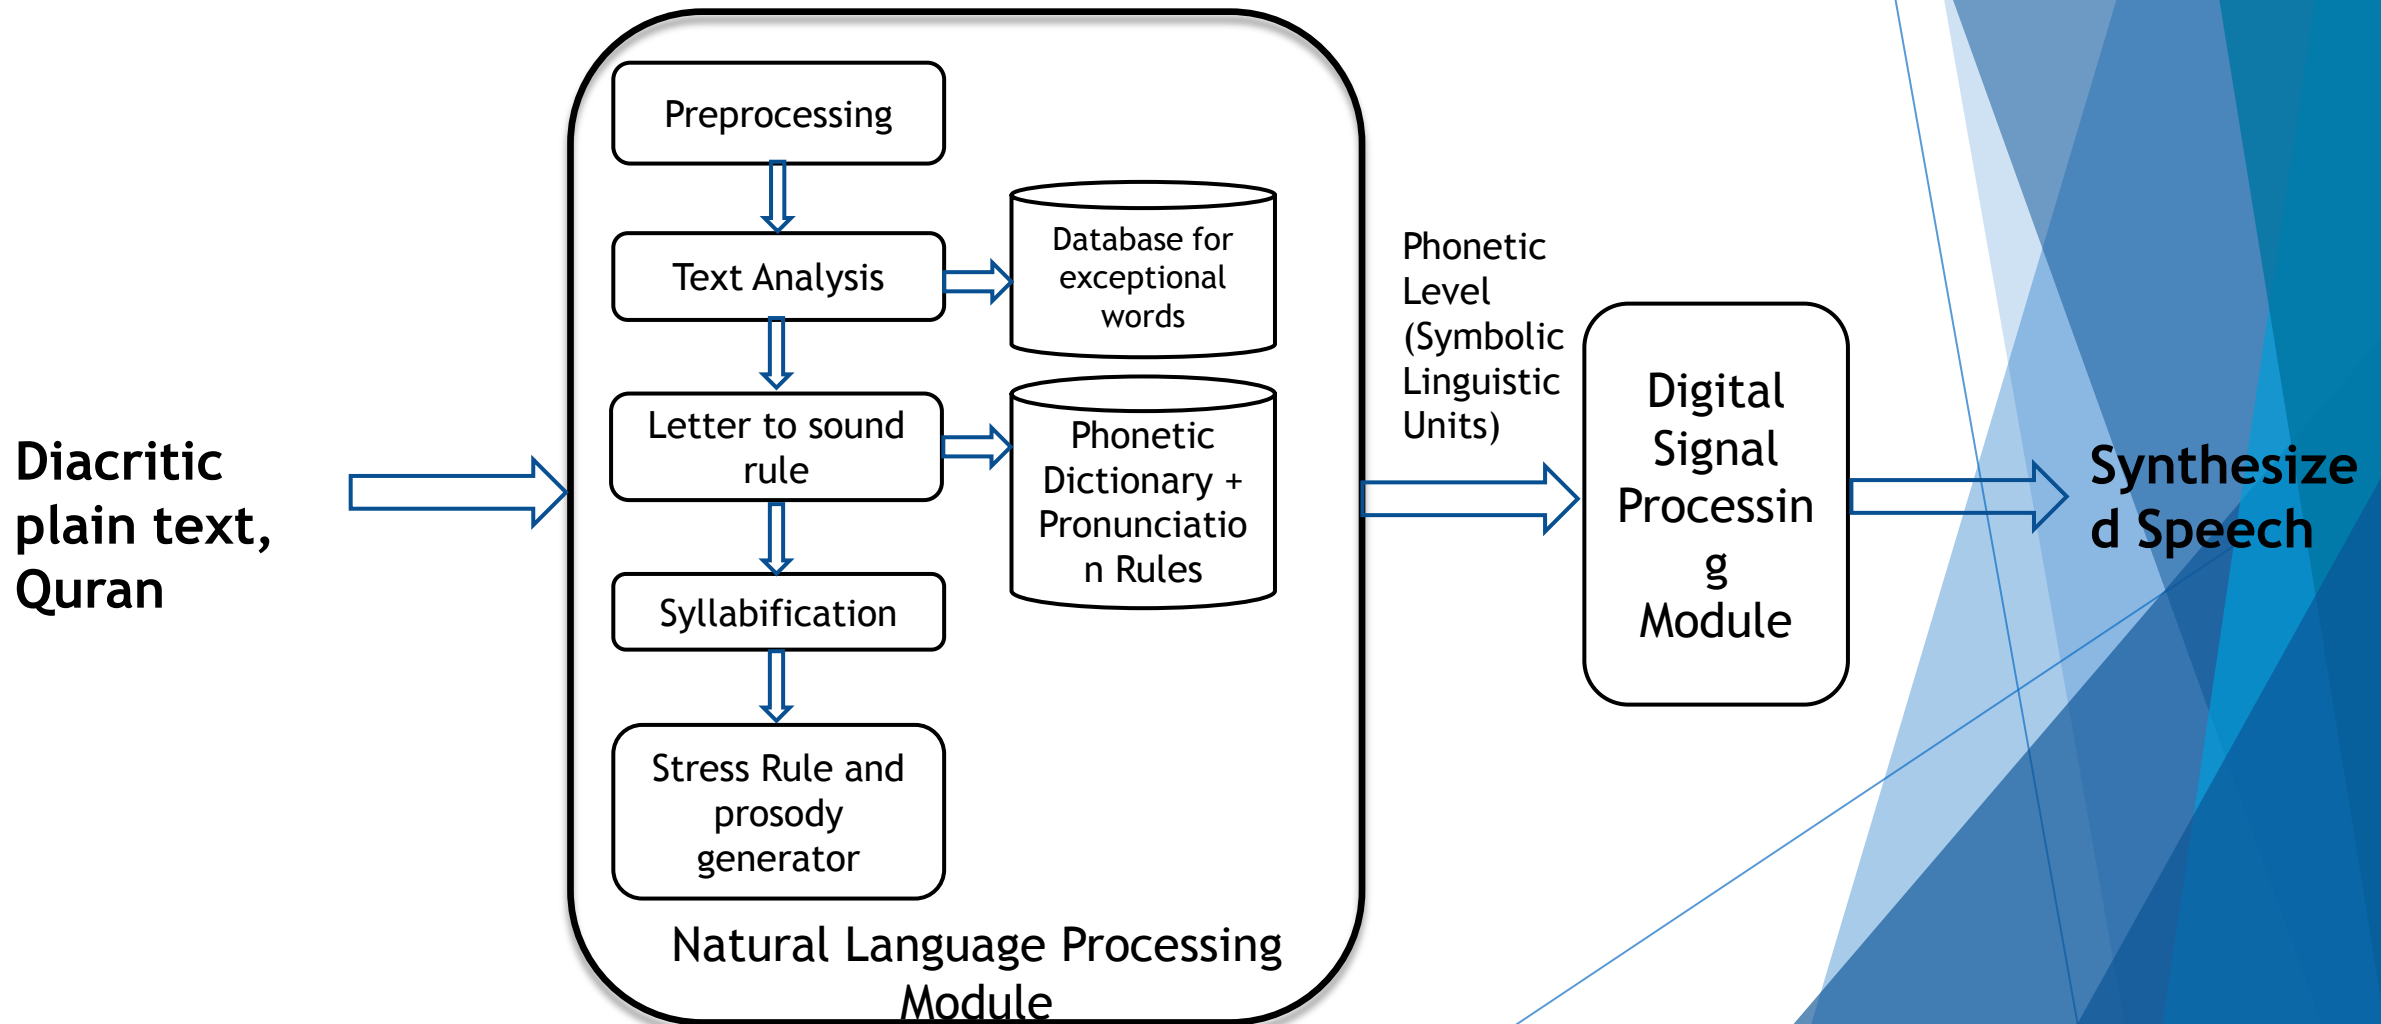 Diacritic
plain text,
Quran
Preprocessing
Text Analysis
Database for
exceptional
words
Letter to sound
rule
Phonetic
Dictionary +
Pronunciatio
n Rules
Syllabification
Stress Rule and
prosody
generator
Natural Language Processing
Module
Phonetic
Level
(Symbolic
Linguistic
Units)
Digital
Signal
Processin
g
Module
Synthesize
d Speech